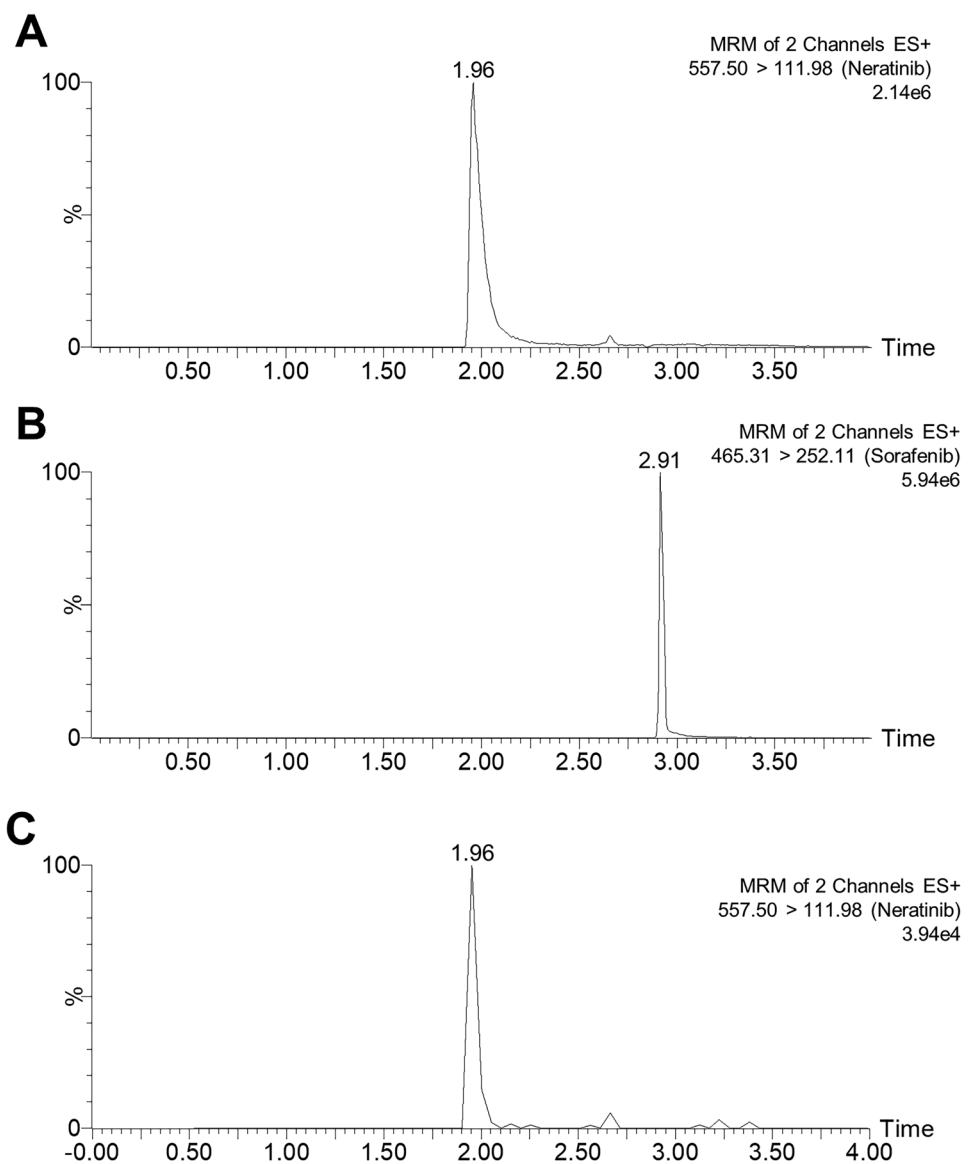 A
MRM of 2 Channels ES+
557.50 > 111.98 (Neratinib)
2.14e6
1.96
100
%
0
0.50 1.00 1.50 2.00 2.50 3.00 3.50 Time
B
MRM of 2 Channels ES+
465.31 > 252.11 (Sorafenib)
5.94e6
2.91
100
%
0
0.50 1.00 1.50 2.00 2.50 3.00 3.50 Time
C
1.96
100
MRM of 2 Channels ES+
557.50 > 111.98 (Neratinib)
3.94e4
%
0
-0.00 0.50 1.00 1.50 2.00 2.50 3.00 3.50 4.00 Time